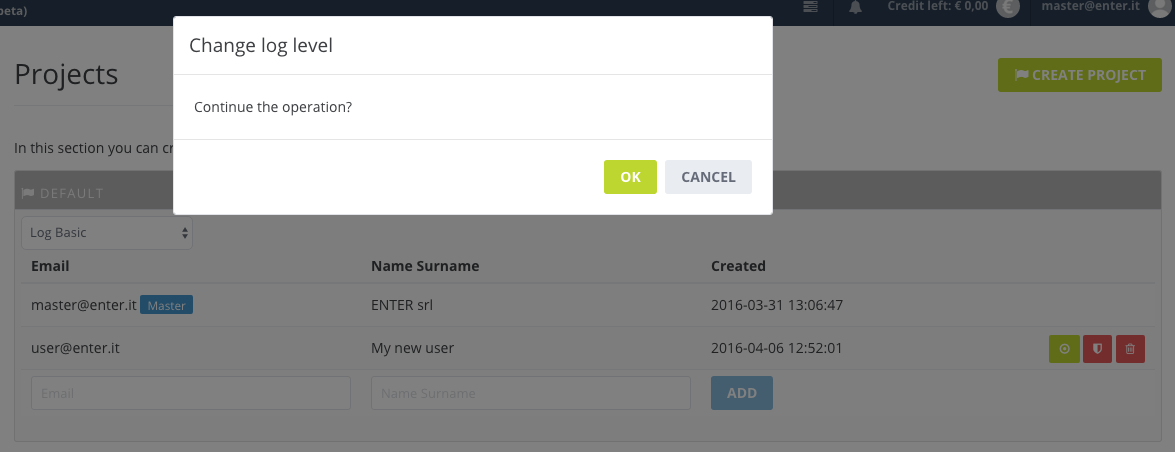 beta)
Credit left: € 0,00
€
master@enter.it
Change log level
Projects
CREATE PROJECT
Continue the operation?
In this section you can
OK
CANCEL
DEFAULT
Log Basic
Email
Name Surname
Created
master@enter.it Master
ENTER srl
2016-03-31 13:06:47
user@enter.it
My new user
2016-04-06 12:52:01
Email
Name Surname
ADD